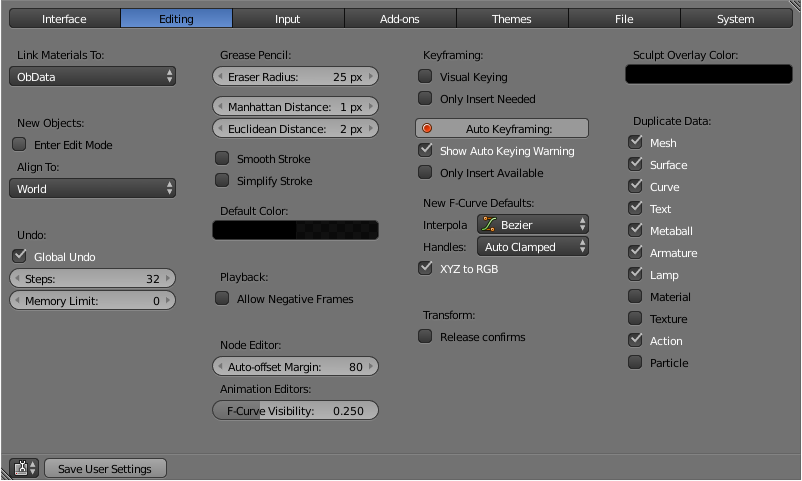 Interface Editing Input Add-ons Themes File System
Link Materials To:
ObData
New Objects:
Enter Edit Mode
Align To:
World
Undo:
Global Undo
Steps: 32
Memory Limit: 0
Grease Pencil:
Eraser Radius: 25 px
Manhattan Distance: 1 px
Euclidean Distance: 2 px
Smooth Stroke
Simplify Stroke
Default Color:
Playback:
Allow Negative Frames
Node Editor:
Auto-offset Margin: 80
Animation Editors:
F-Curve Visibility: 0.250
Keyframing:
Visual Keying
Only Insert Needed
Auto Keyframing:
Show Auto Keying Warning
Only Insert Available
New F-Curve Defaults:
Interpola Bezier
Handles: Auto Clamped
XYZ to RGB
Transform:
Release confirms
Sculpt Overlay Color:
Duplicate Data:
Mesh
Surface
Curve
Text
Metaball
Armature
Lamp
Material
Texture
Action
Particle
Save User Settings